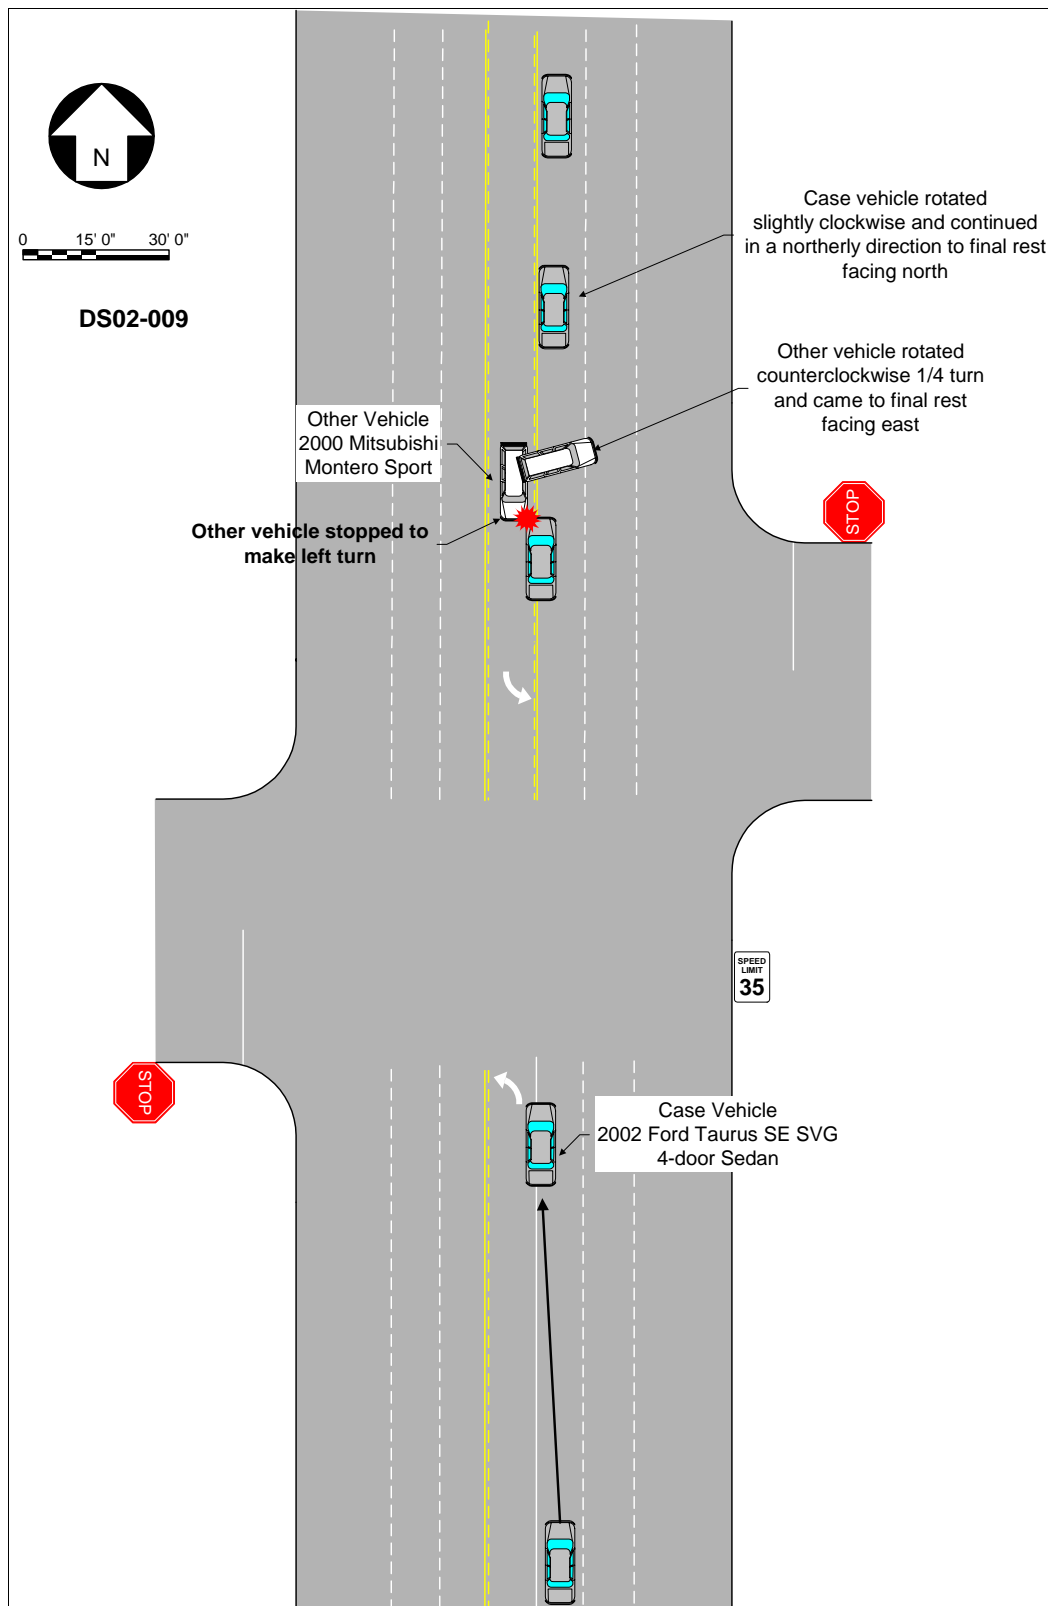 N
0 15' 0" 30' 0"
DS02-009
Case vehicle rotated
slightly clockwise and continued
in a northerly direction to final rest
facing north
Other vehicle rotated
counterclockwise 1/4 turn
and came to final rest
facing east
Other Vehicle
2000 Mitsubishi
Montero Sport
Other vehicle stopped to
make left turn
STOP
SPEED
LIMIT
35
STOP
Case Vehicle
2002 Ford Taurus SE SVG
4-door Sedan